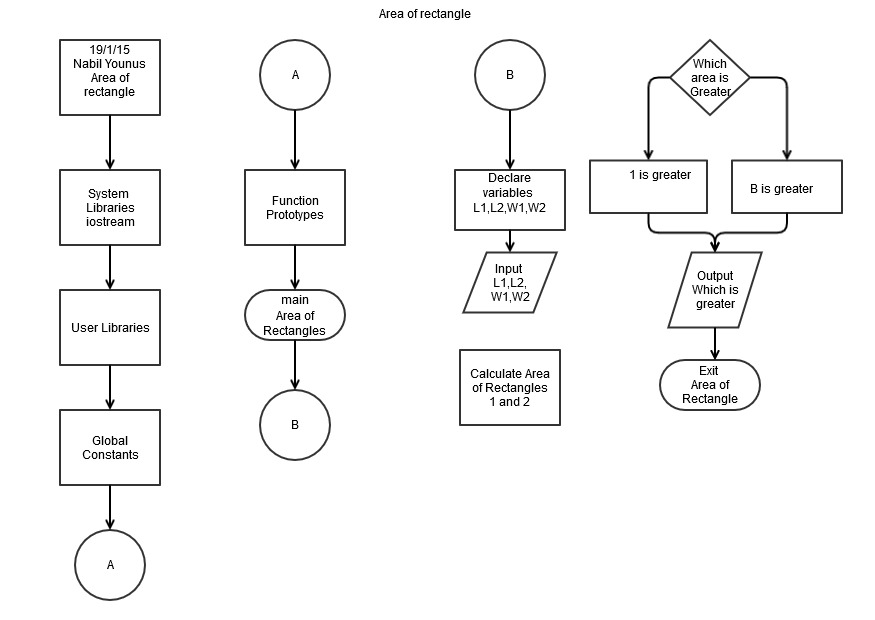 Area of rectangle
19/1/15
Nabil Younus
Area of
rectangle
System
Libraries
iostream
User Libraries
Global
Constants
A
A
Function
Prototypes
main
Area of
Rectangles
B
B
Declare
variables
L1,L2,W1,W2
Input
L1,L2,
W1,W2
Calculate Area
of Rectangles
1 and 2
Which
area is
Greater
1 is greater
B is greater
Output
Which is
greater
Exit
Area of
Rectangle